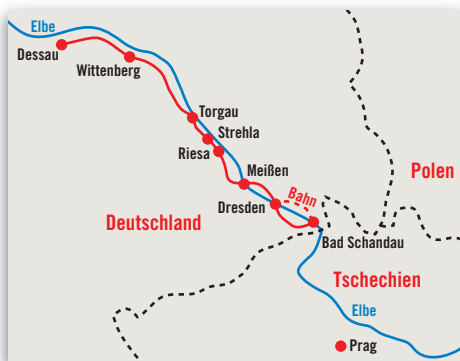 Elbe
Dessau
Wittenberg
Torgau
Strehla
Riesa
Meißen
Polen
Bahn
Dresden
Deutschland
Bad Schandau
Tschechien
Elbe
Prag